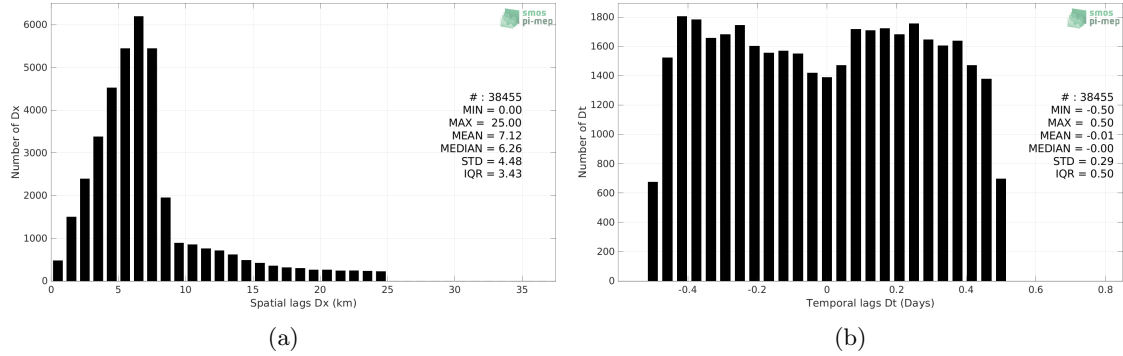 smos
pi-mep
6000
5000
4000
3000
2000
1000
0
Number of Dx
# : 38455
MIN = 0.00
MAX = 25.00
MEAN = 7.12
MEDIAN = 6.26
STD = 4.48
IQR = 3.43
0 5 10 15 20 25 30 35
Spatial lags Dx (km)
(a)
smos
pi-mep
1800
1600
1400
1200
1000
800
600
400
200
0
Number of Dt
# : 38455
MIN = -0.50
MAX = 0.50
MEAN = -0.01
MEDIAN = -0.00
STD = 0.29
IQR = 0.50
-0.4 -0.2 0 0.2 0.4 0.6 0.8
Temporal lags Dt (Days)
(b)